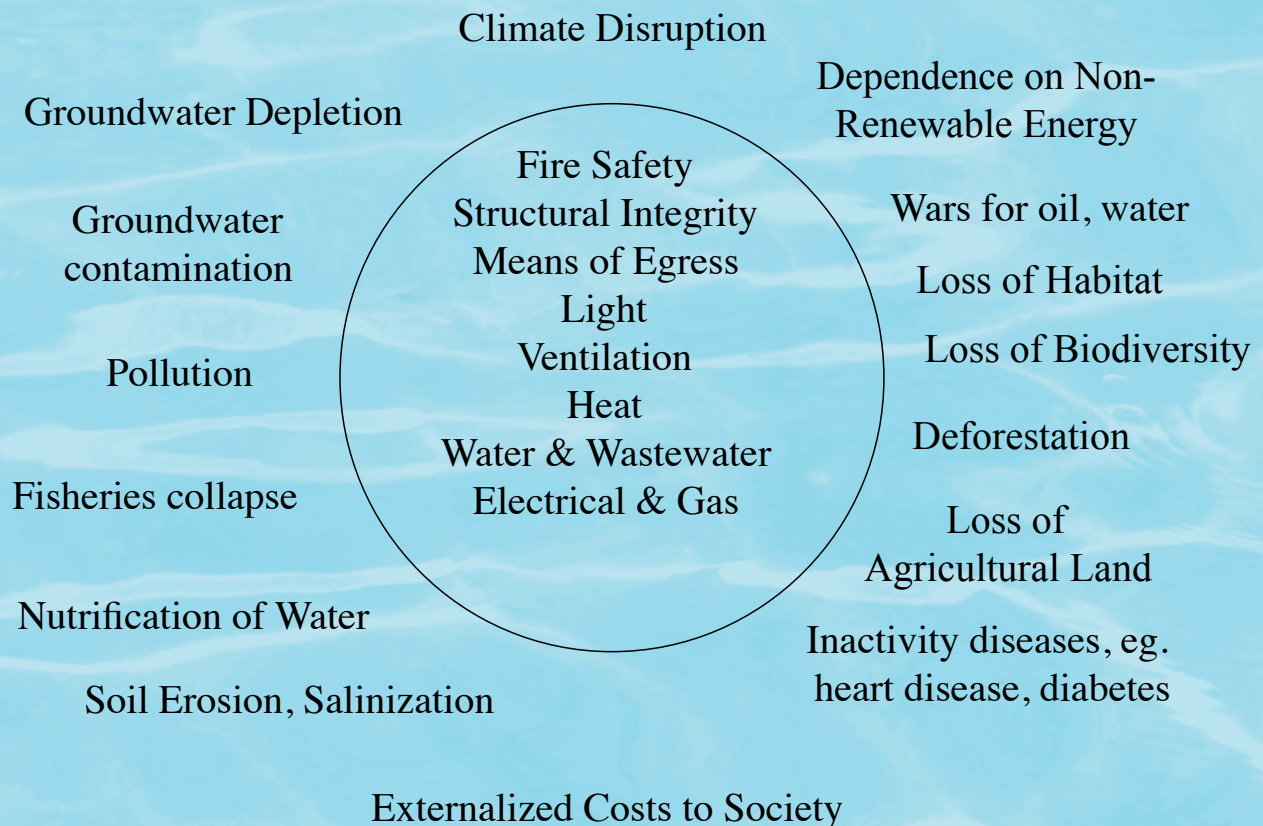 Climate Disruption
Groundwater Depletion
Dependence on Non-
Renewable Energy
Fire Safety
Structural Integrity
Means of Egress
Light
Ventilation
Heat
Water & Wastewater
Electrical & Gas
Groundwater
contamination
Pollution
Fisheries collapse
Nutrification of Water
Soil Erosion, Salinization
Wars for oil, water
Loss of Habitat
Loss of Biodiversity
Deforestation
Loss of
Agricultural Land
Inactivity diseases, eg.
heart disease, diabetes
Externalized Costs to Society